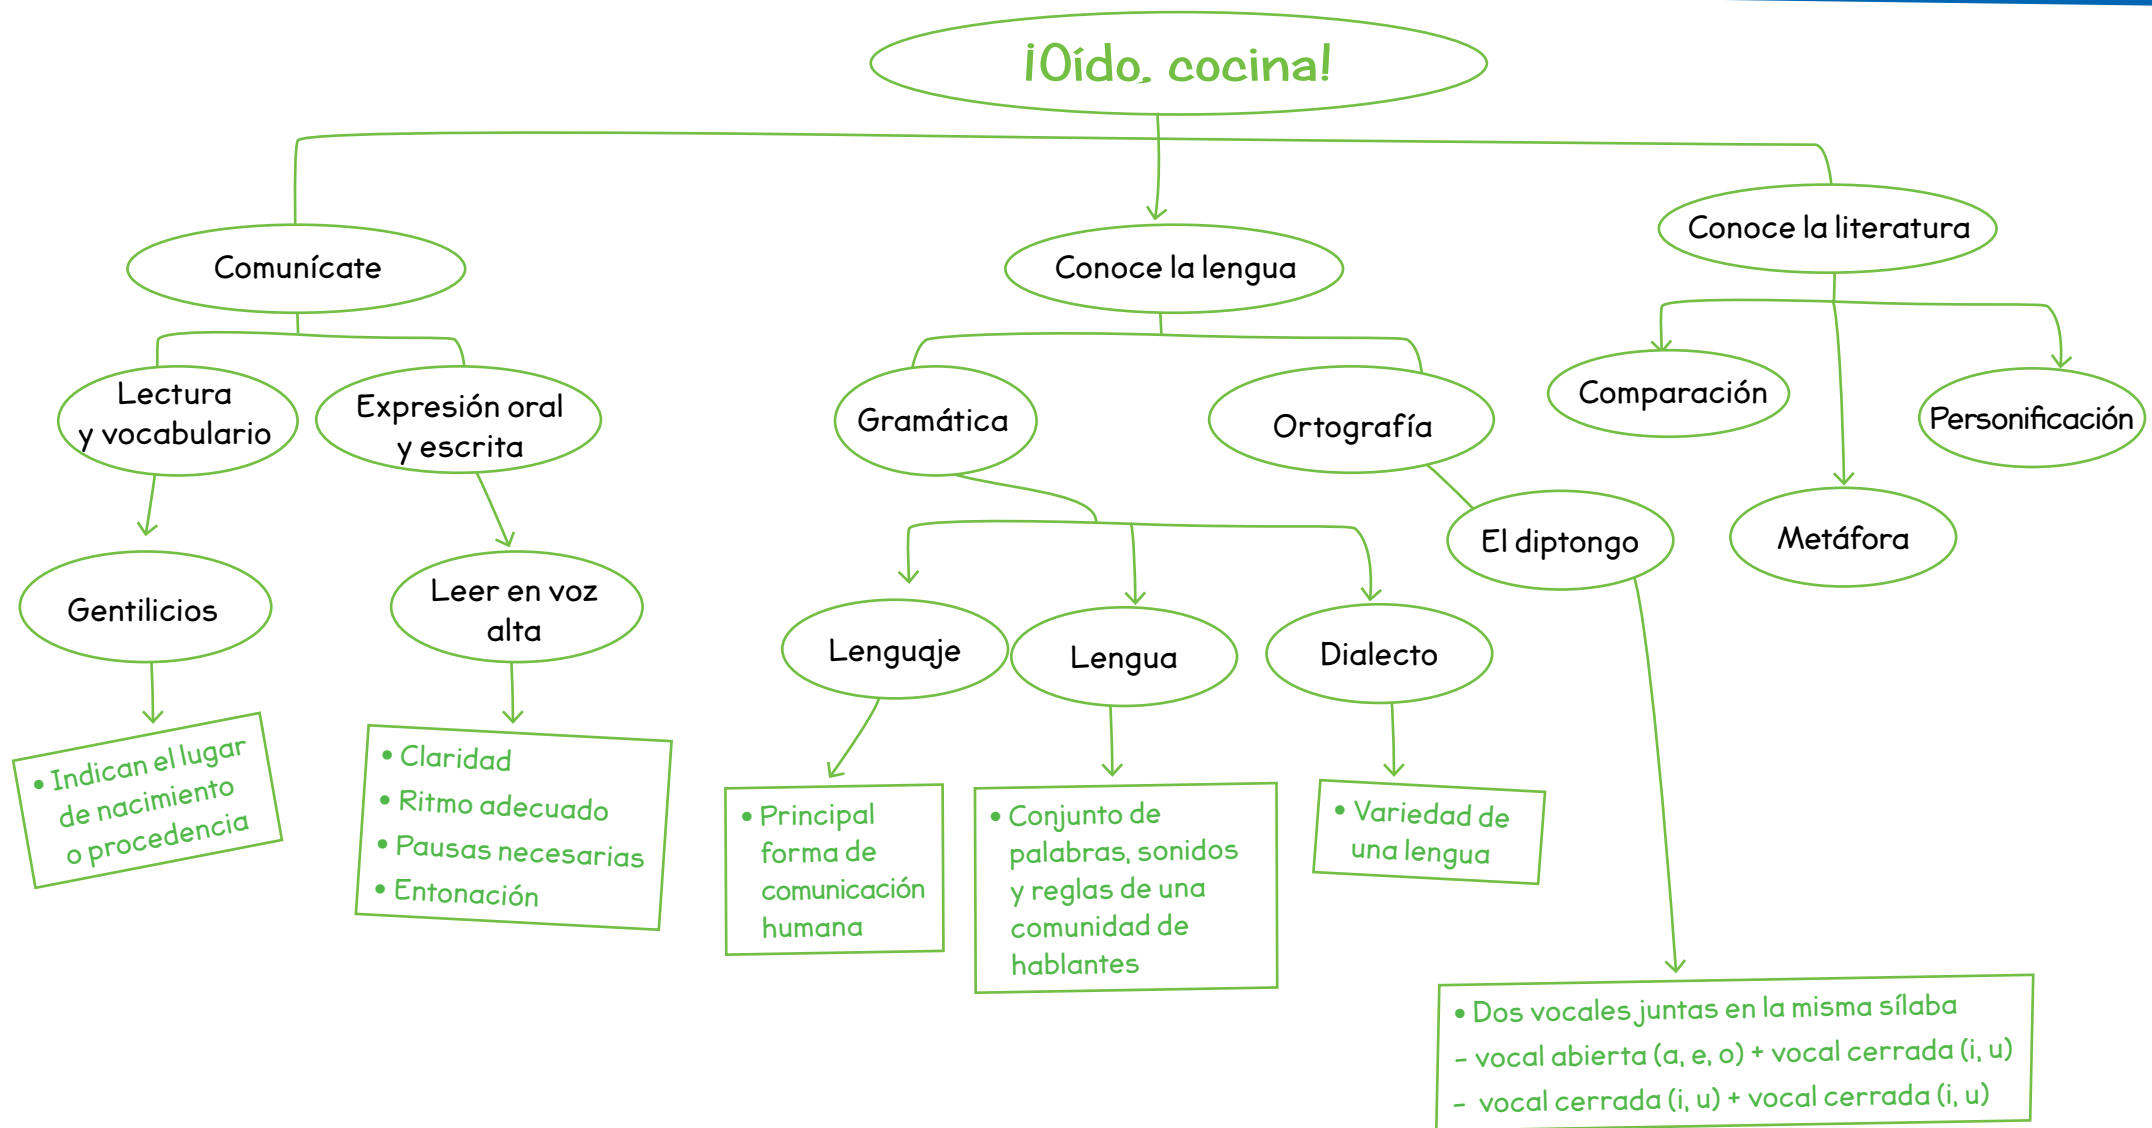 ¡Oído, cocina!
Comunícate
Conoce la lengua
Conoce la literatura
Lectura
y vocabulario
Expresión oral
y escrita
Gramática
Ortografía
Comparación
Personificación
El diptongo
Metáfora
Gentilicios
Leer en voz
alta
Lenguaje
Lengua
Dialecto
• Indican el lugar
de nacimiento
o procedencia
• Claridad
• Ritmo adecuado
• Pausas necesarias
• Entonación
• Principal
forma de
comunicación
humana
• Conjunto de
palabras, sonidos
y reglas de una
comunidad de
hablantes
• Variedad de
una lengua
• Dos vocales juntas en la misma sílaba
- vocal abierta (a, e, o) + vocal cerrada (i, u)
- vocal cerrada (i, u) + vocal cerrada (i, u)